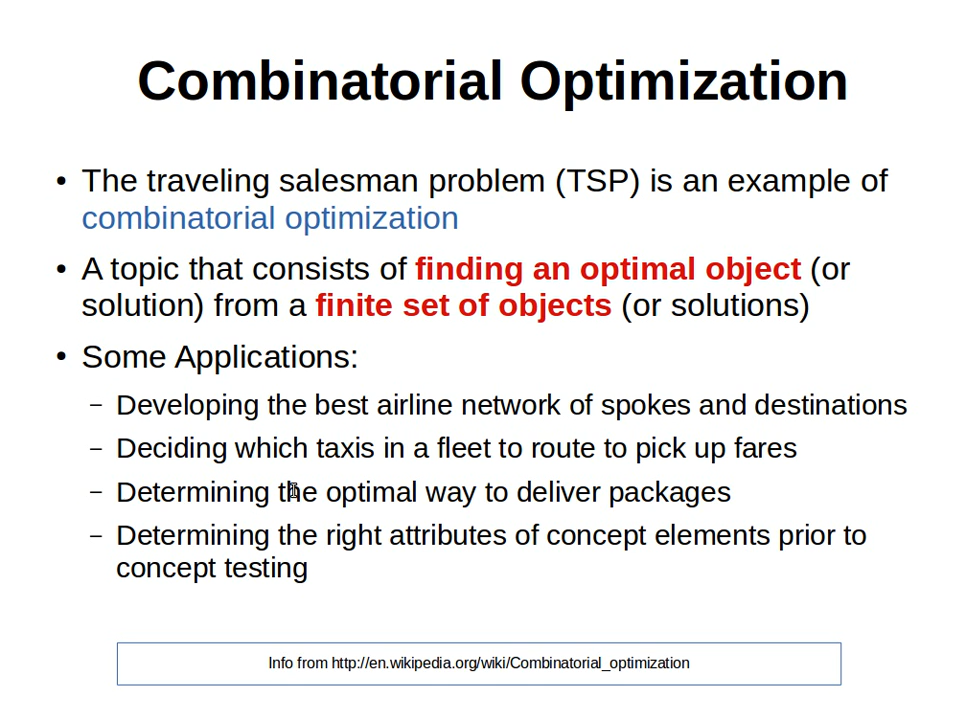 Combinatorial Optimization
• The traveling salesman problem (TSP) is an example of
combinatorial optimization
• A topic that consists of finding an optimal object (or
solution) from a finite set of objects (or solutions)
• Some Applications:
– Developing the best airline network of spokes and destinations
– Deciding which taxis in a fleet to route to pick up fares
– Determining the optimal way to deliver packages
– Determining the right attributes of concept elements prior to
concept testing
Info from http://en.wikipedia.org/wiki/Combinatorial_optimization